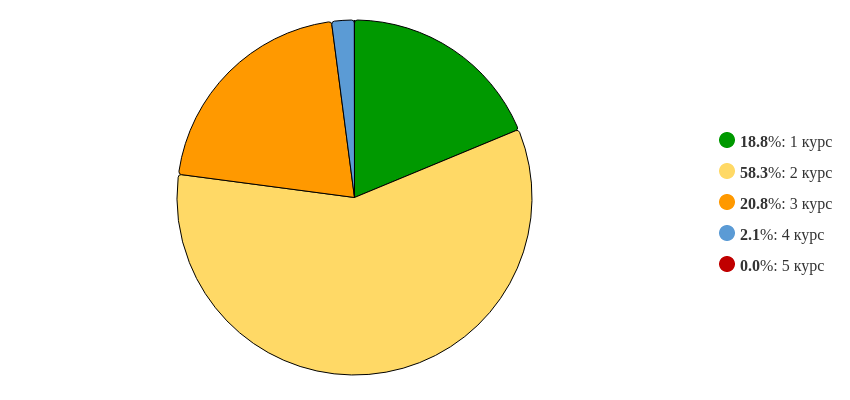 18.8%: 1 курс
58.3%: 2 курс
20.8%: 3 курс
2.1%: 4 курс
0.0%: 5 курс